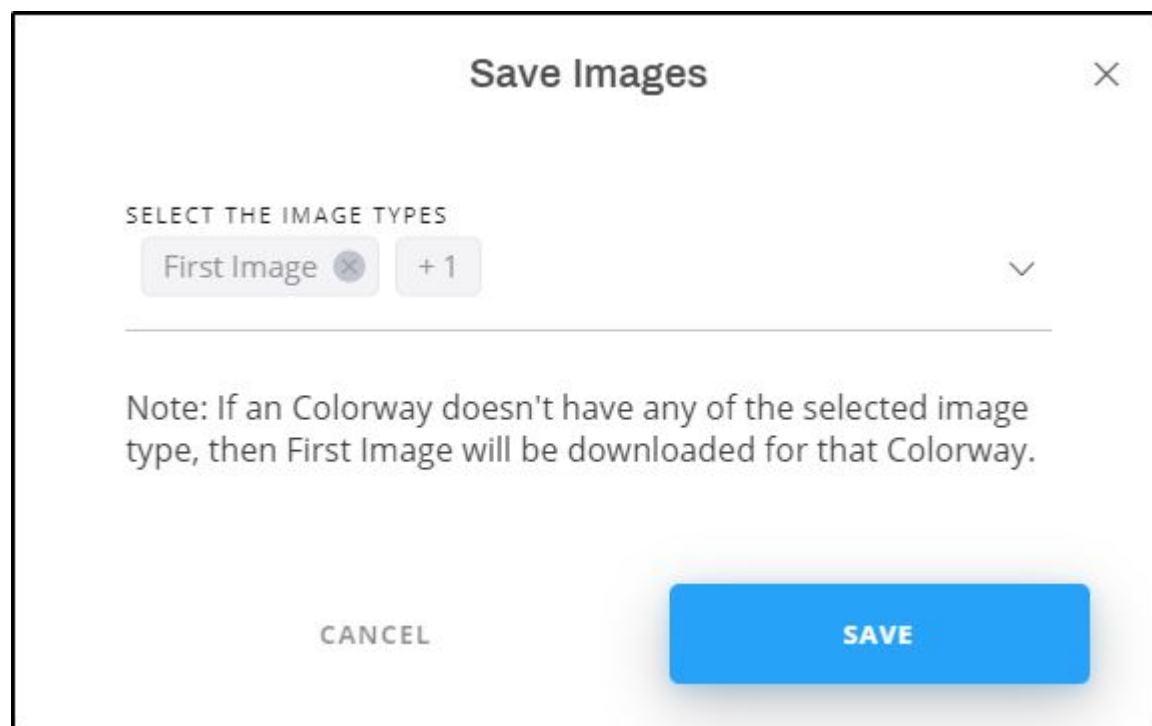 Save Images
SELECT THE IMAGE TYPES
First Image + 1
Note: If an Colorway doesn't have any of the selected image
type, then First Image will be downloaded for that Colorway.
CANCEL SAVE